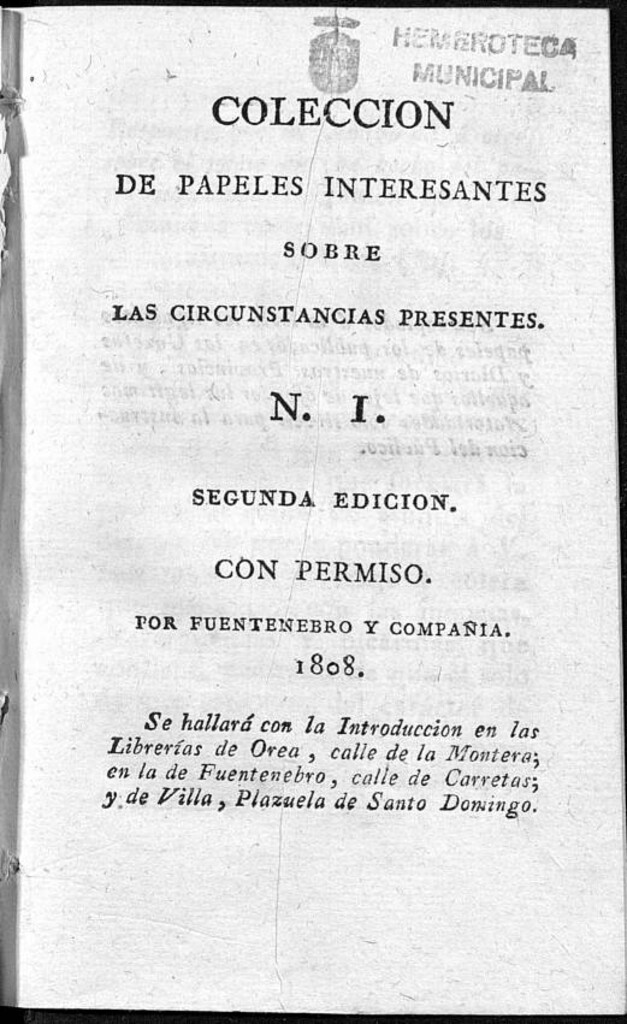 HEMEROTECA
MUNICIPAL
COLECCION
DE PAPELES INTERESANTES
SOBRE
LAS CIRCUNSTANCIAS PRESENTES.
N. I.
SEGUNDA EDICION.
CON PERMISO.
POR FUENTENEBRO Y COMPAÑIA.
1808.
Se hallará con la Introduccion en las
Librerías de Orea, calle de la Montera;
en la de Fuentenebro, calle de Carretas;
y de Villa, Plazuela de Santo Domingo.